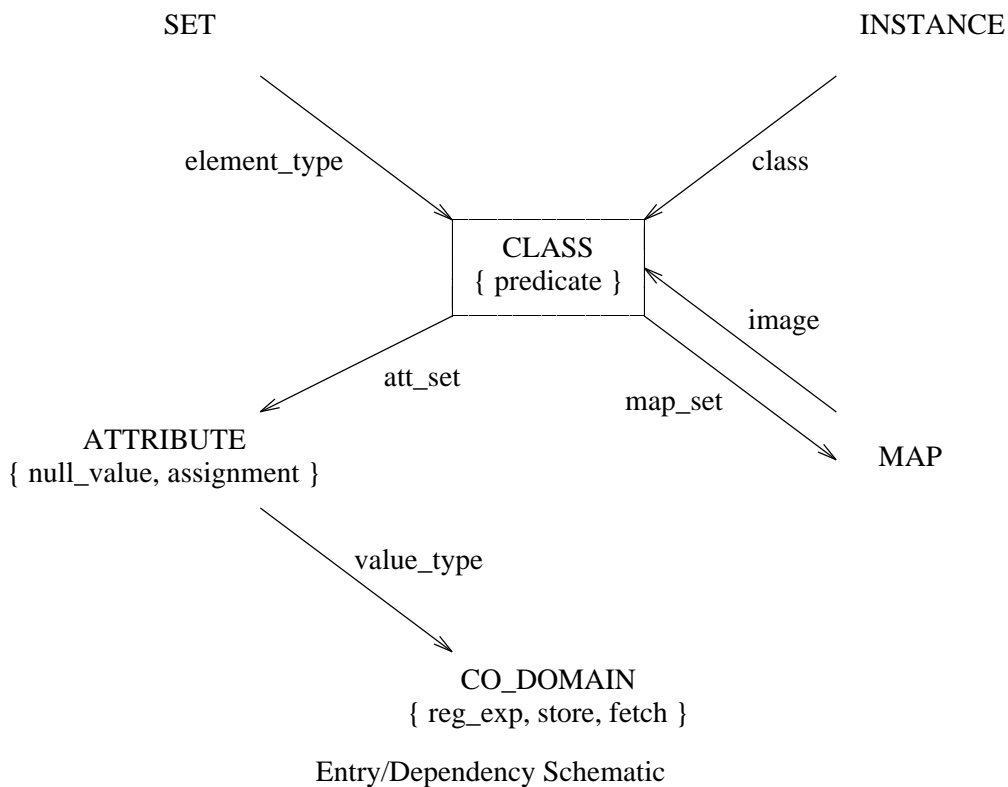 SET
INSTANCE
element_type
class
CLASS
{ predicate }
image
att_set
map_set
ATTRIBUTE
{ null_value, assignment }
MAP
value_type
CO_DOMAIN
{ reg_exp, store, fetch }
Entry/Dependency Schematic